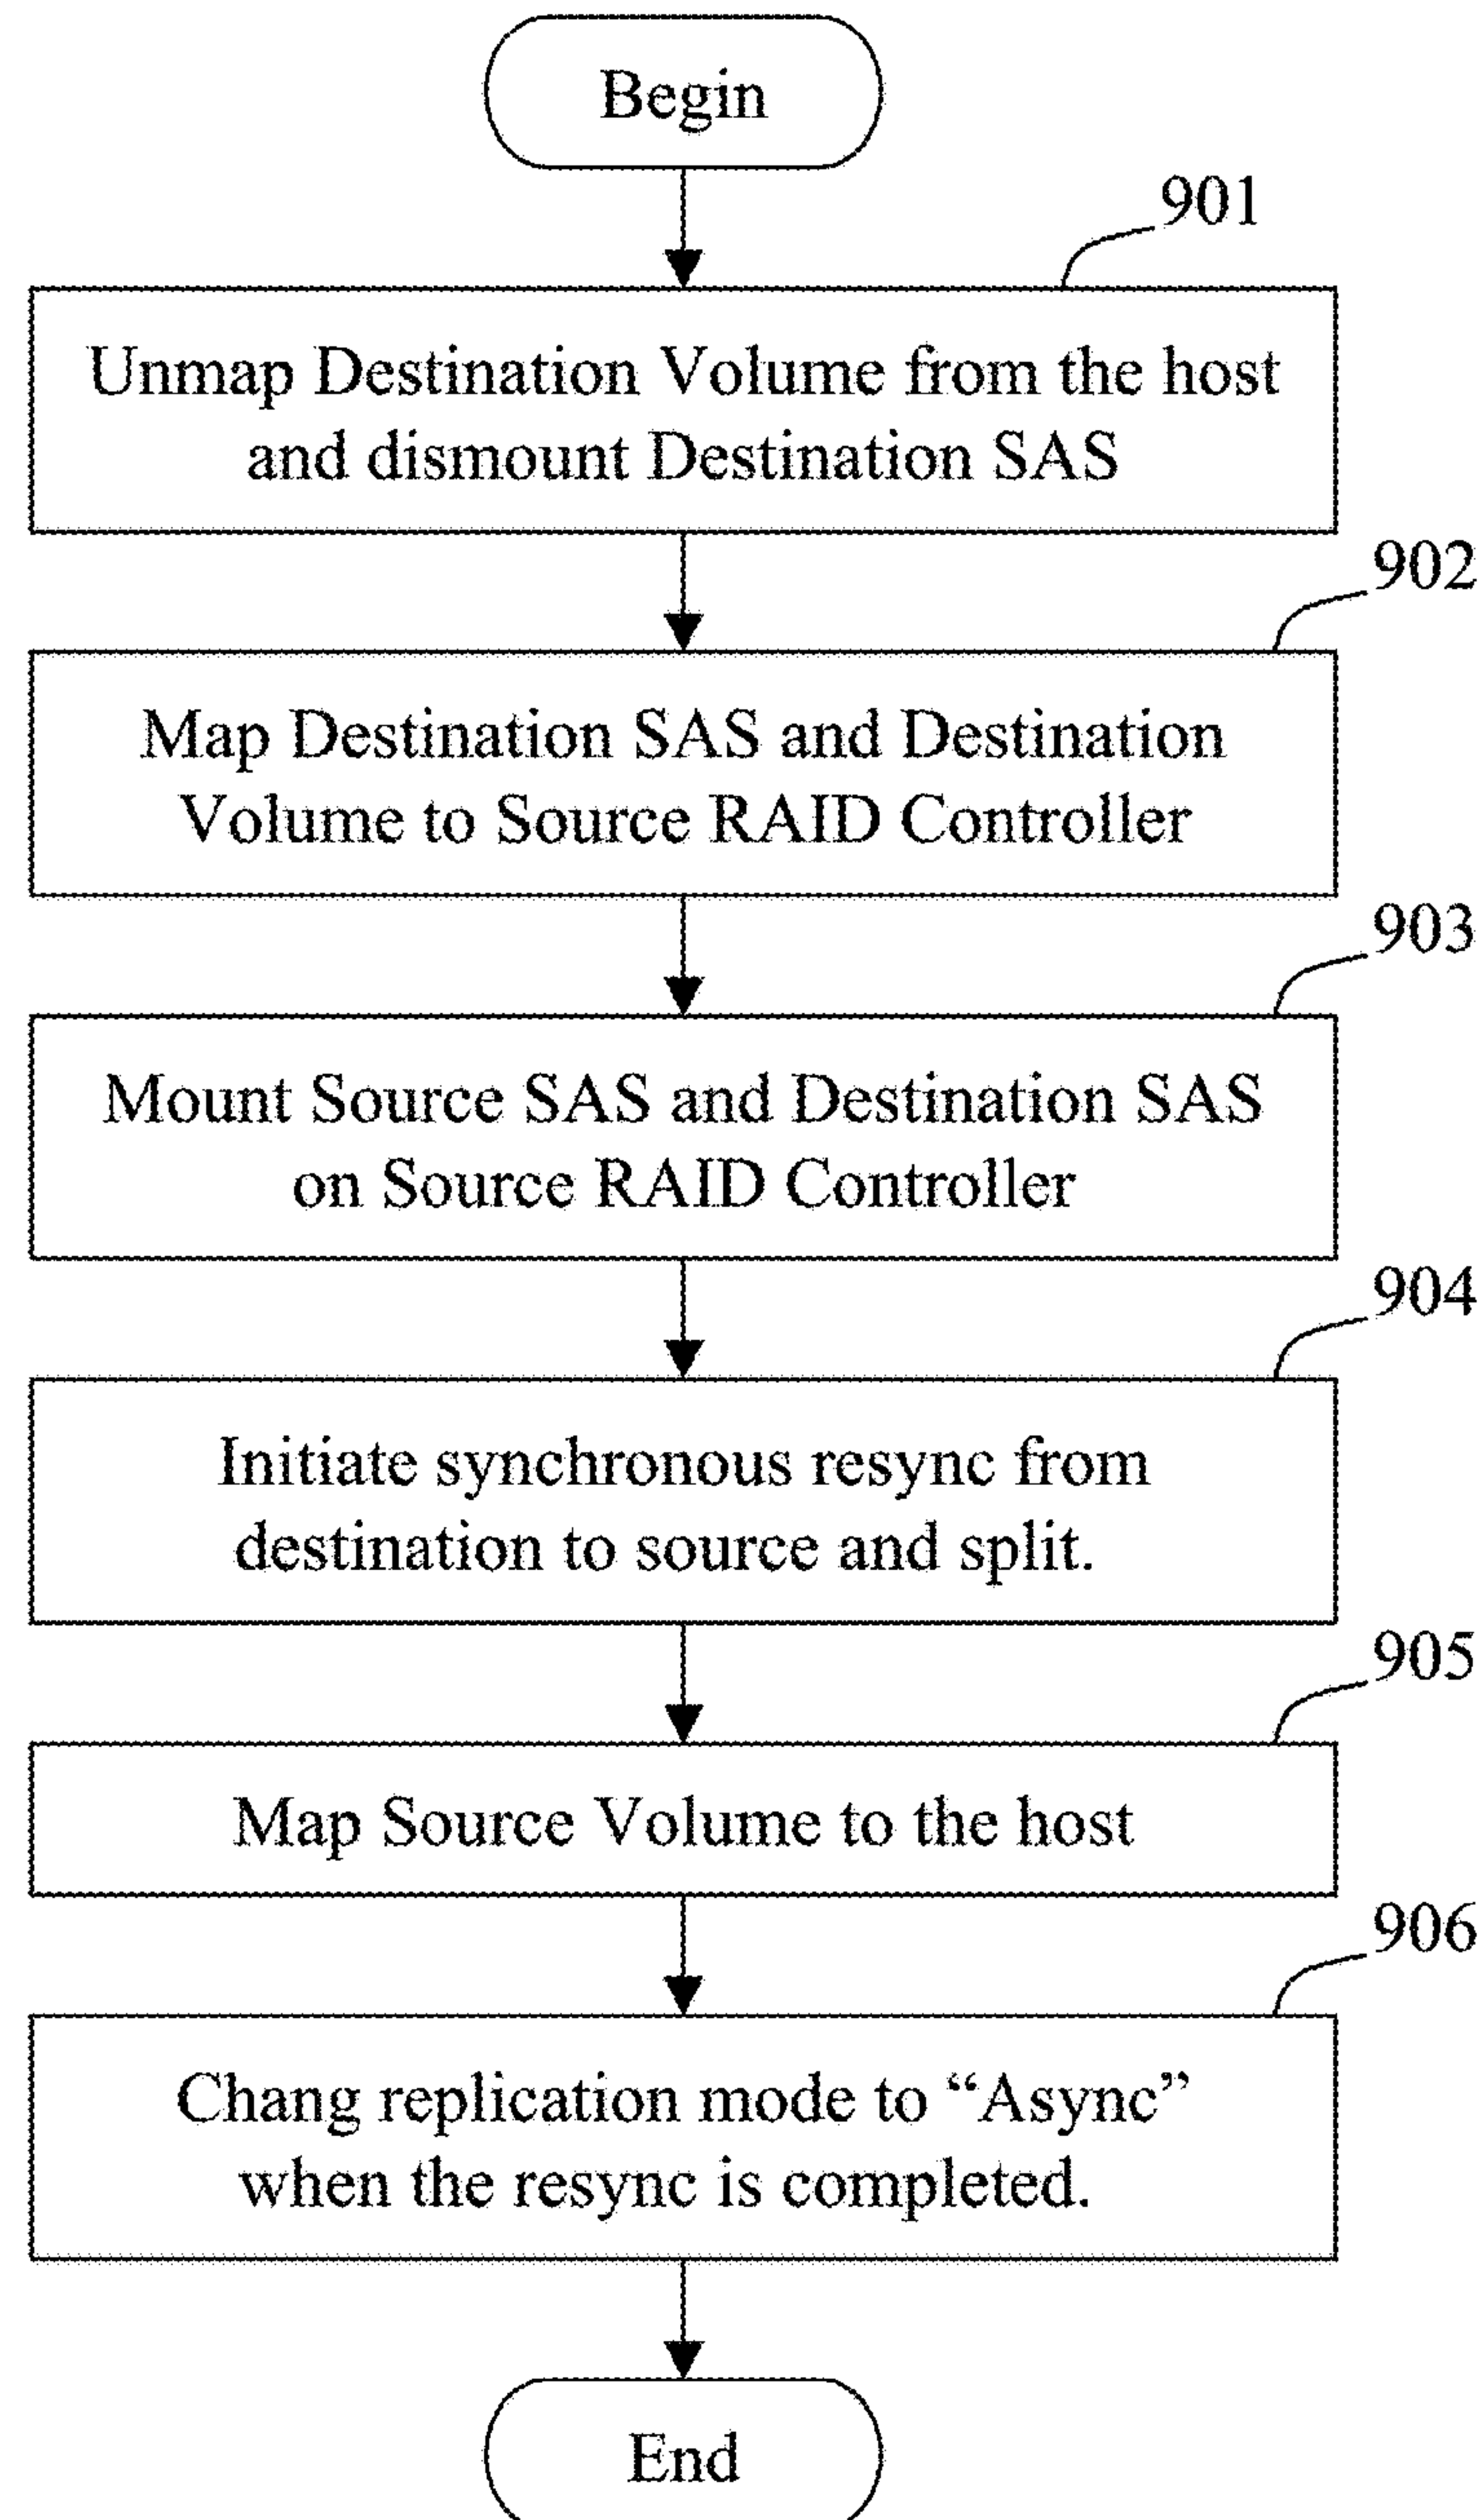 Begin
901
Unmap Destination Volume from the host
and dismount Destination SAS
902
Map Destination SAS and Destination
Volume to Source RAID Controller
903
Mount Source SAS and Destination SAS
on Source RAID Controller
904
Initiate synchronous resync from
destination to source and split.
905
Map Source Volume to the host
906
Chang replication mode to “Async”
when the resync is completed.
End